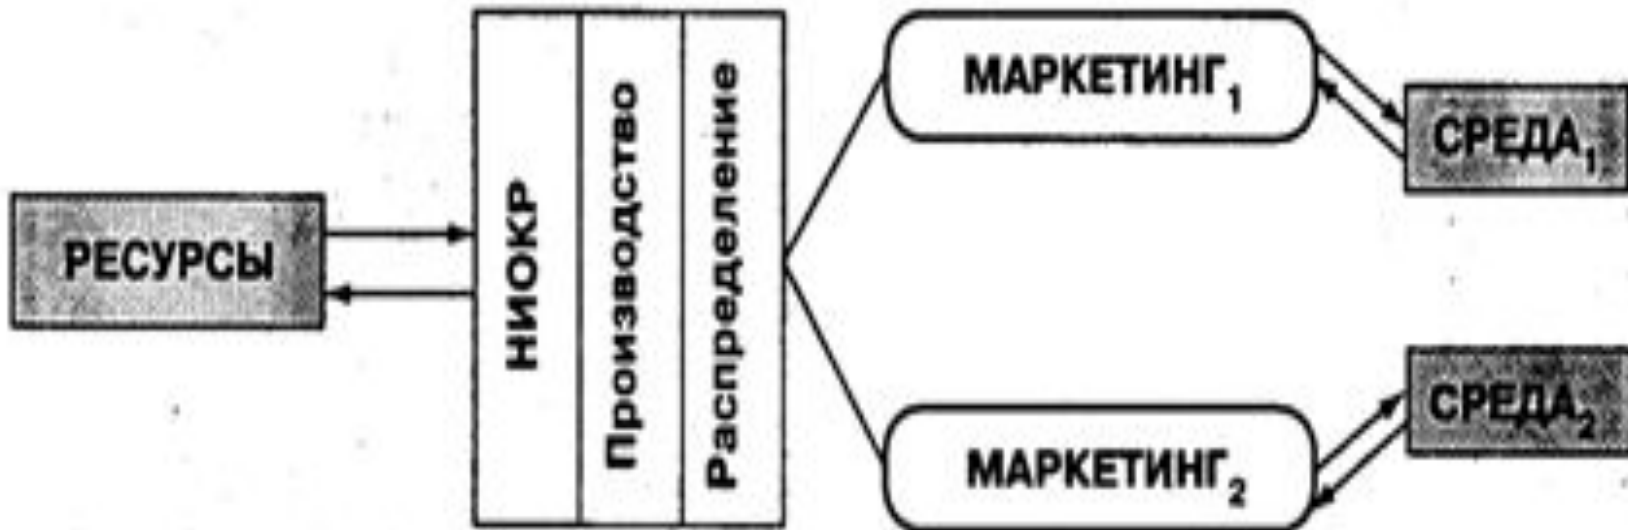 РЕСУРСЫ
НИОКР
Производство
Распределение
МАРКЕТИНГ₁
СРЕДА₁
МАРКЕТИНГ₂
СРЕДА₂